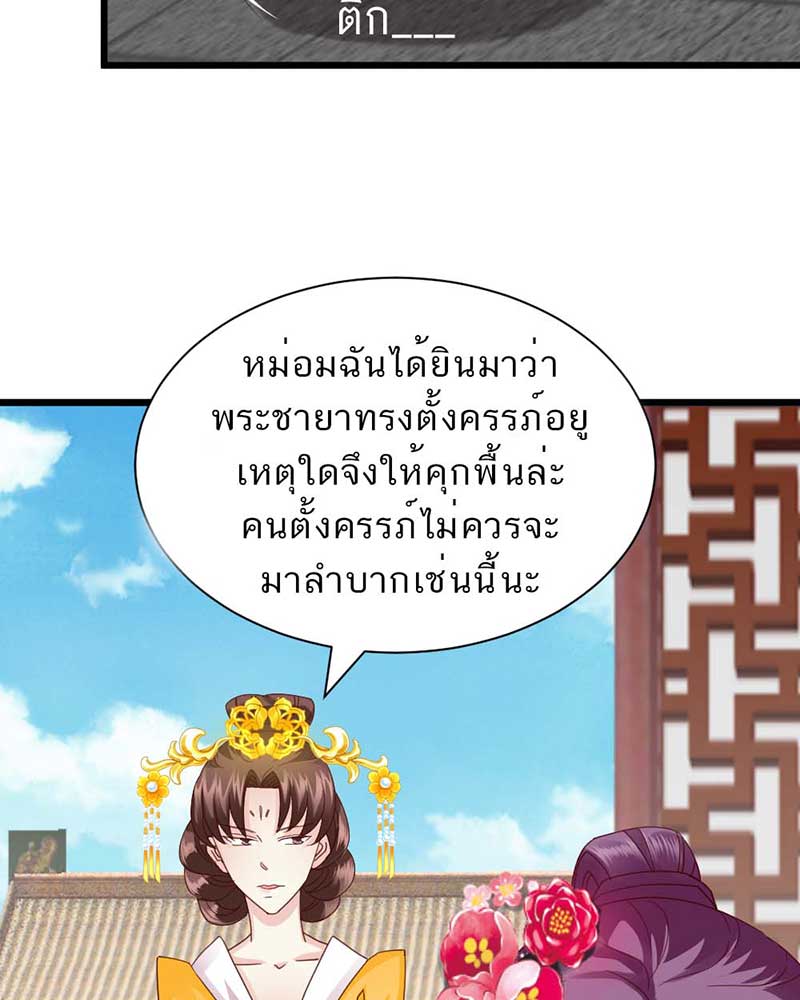 ติก___
หม่อมฉันได้ยินมาว่า
พระชายาทรงตั้งครรภ์อยู
เหตุใดจึงให้คุกพื้นล่ะ
คนตั้งครรภ์ไม่ควรจะ
มาลำบากเช่นนี้นะ